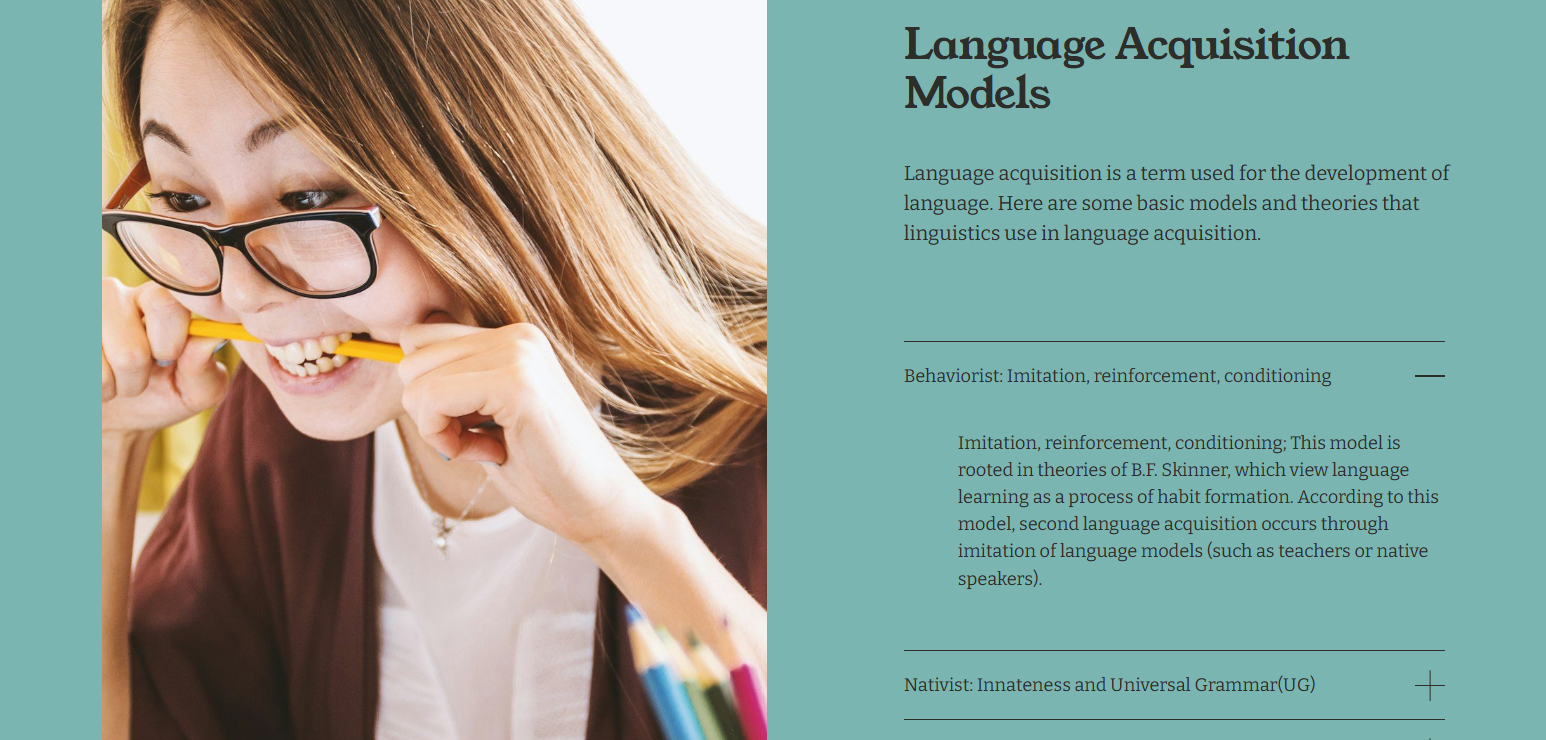 Language Acquisition
Models
Language acquisition is a term used for the development of
language. Here are some basic models and theories that
linguistics use in language acquisition.
Behaviorist: Imitation, reinforcement, conditioning
Imitation, reinforcement, conditioning; This model is
rooted in theories of B.F. Skinner, which view language
learning as a process of habit formation. According to this
model, second language acquisition occurs through
imitation of language models (such as teachers or native
speakers).
Nativist: Innateness and Universal Grammar(UG)